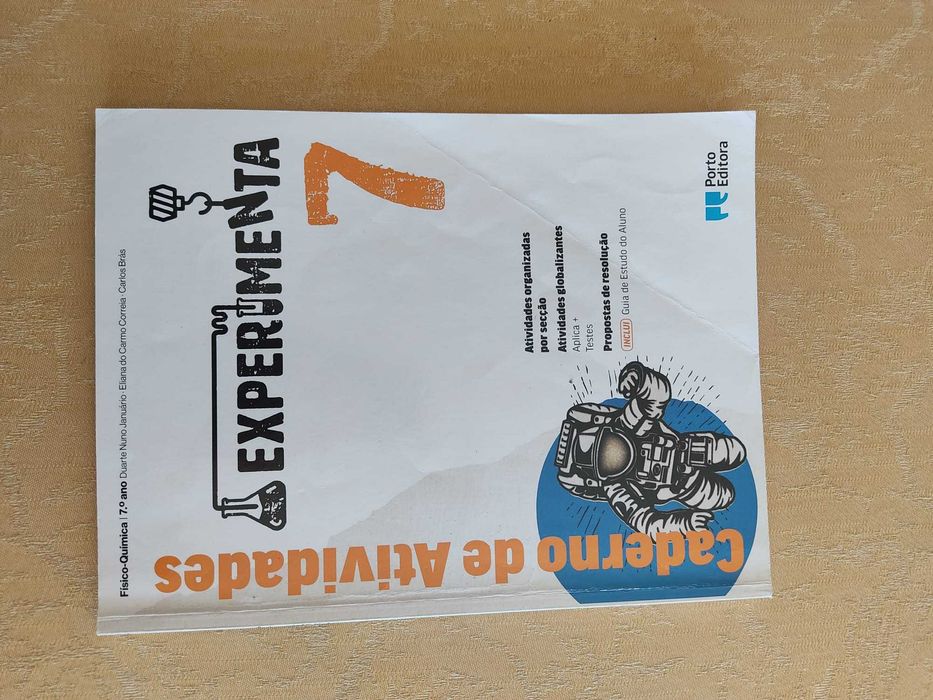 Físico-Química | 7.º ano Duarte Nuno Januário · Eliana do Carmo Correia · Carlos Brás
EXPERIMENTA
7
Caderno de Atividades
Atividades organizadas
por secção
Atividades globalizantes
Aplica +
Testes
Propostas de resolução
INCLUI Guia de Estudo do Aluno
Porto
Editora